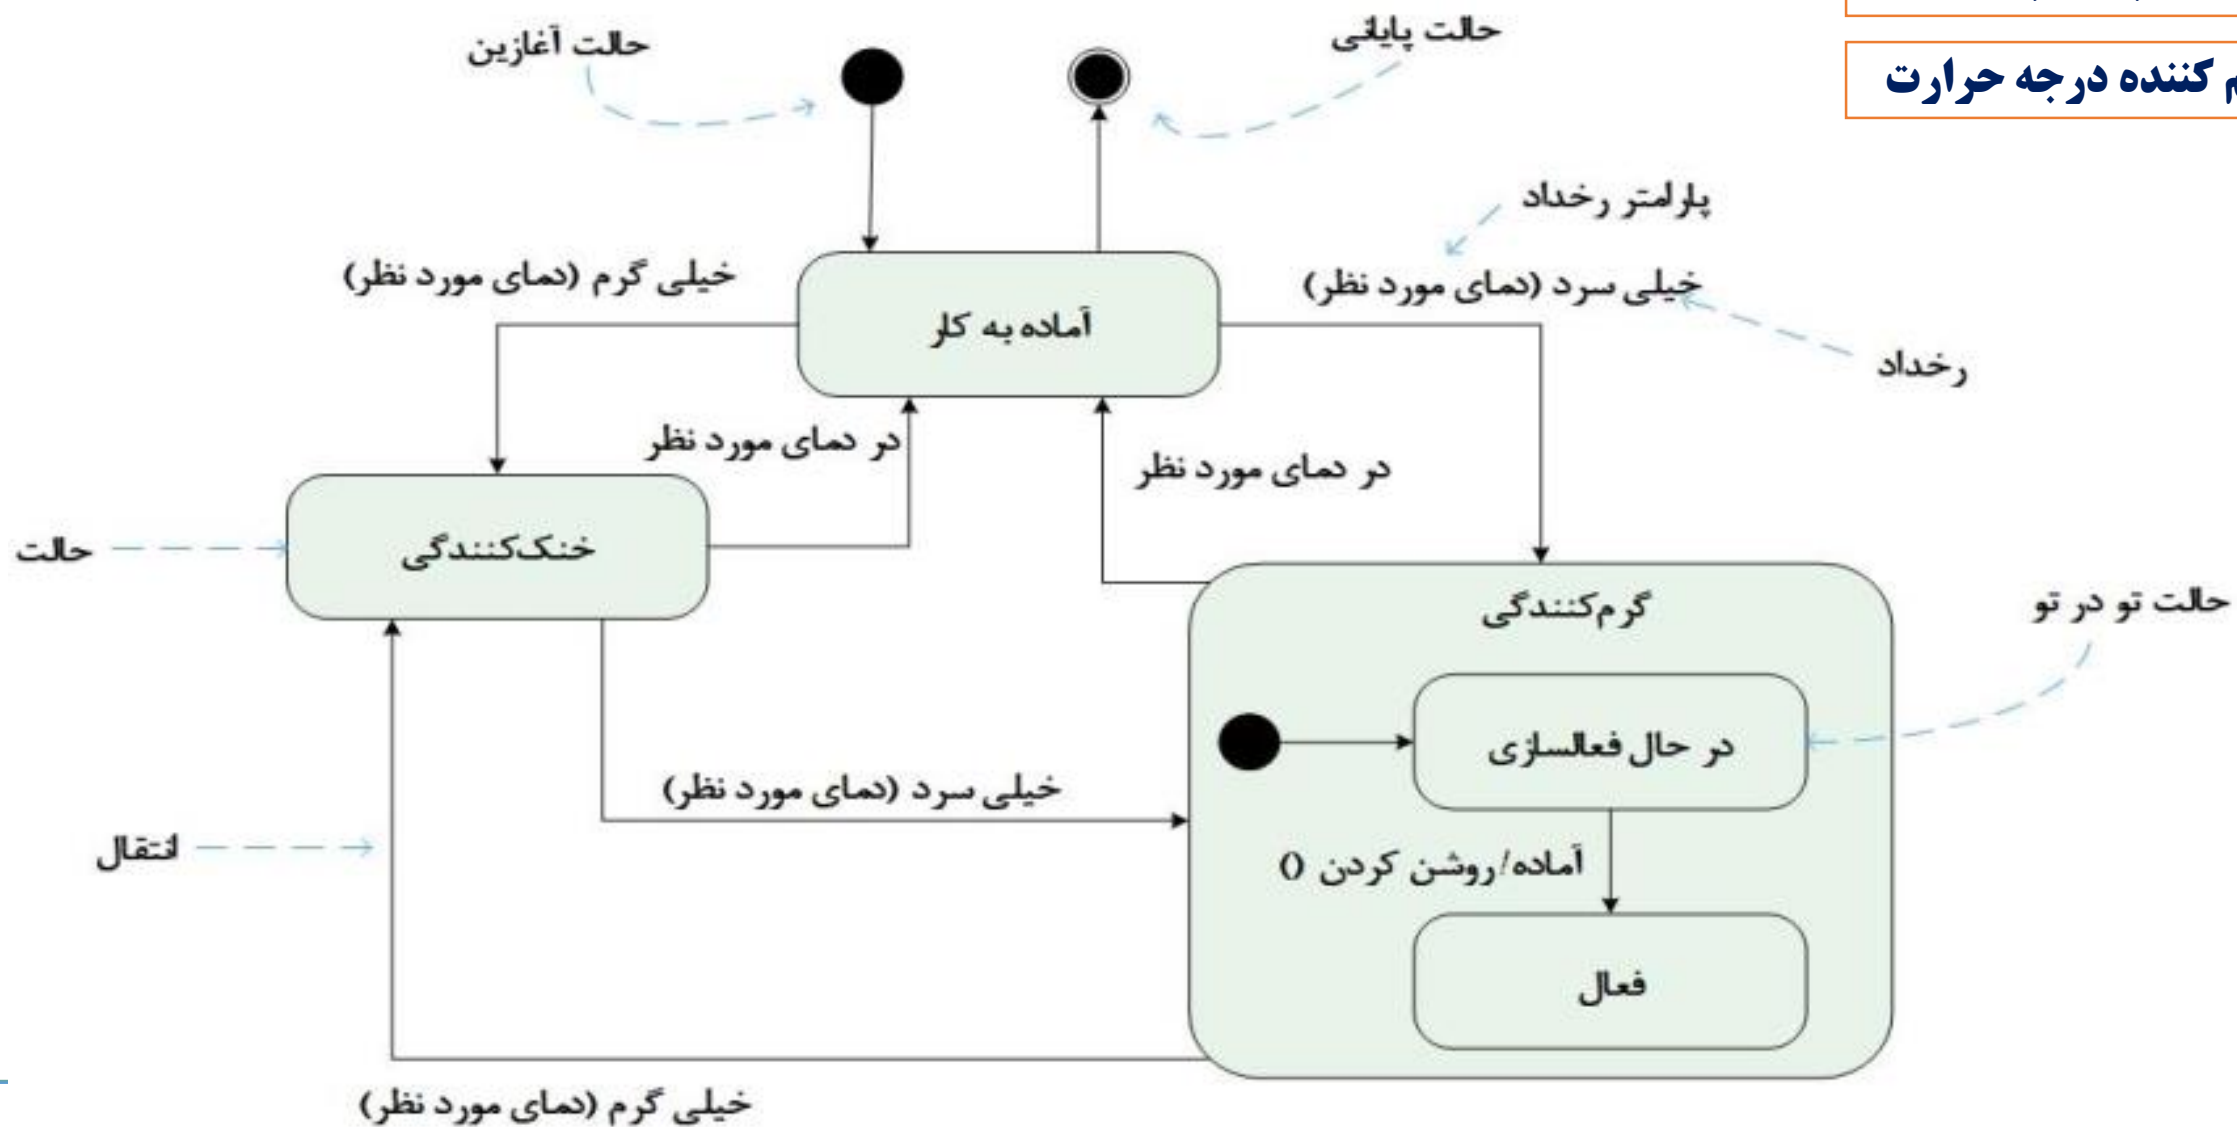 کننده درجه حرارت
حالت آغازین
حالت پایانی
پارامتر رخداد
خیلی گرم (دمای مورد نظر)
خیلی سرد (دمای مورد نظر)
آماده به کار
رخداد
در دمای مورد نظر
در دمای مورد نظر
حالت
خنک‌کنندگی
گرم‌کنندگی
حالت تو در تو
در حال فعالسازی
خیلی سرد (دمای مورد نظر)
انتقال
آماده/روشن کردن ()
فعال
خیلی گرم (دمای مورد نظر)